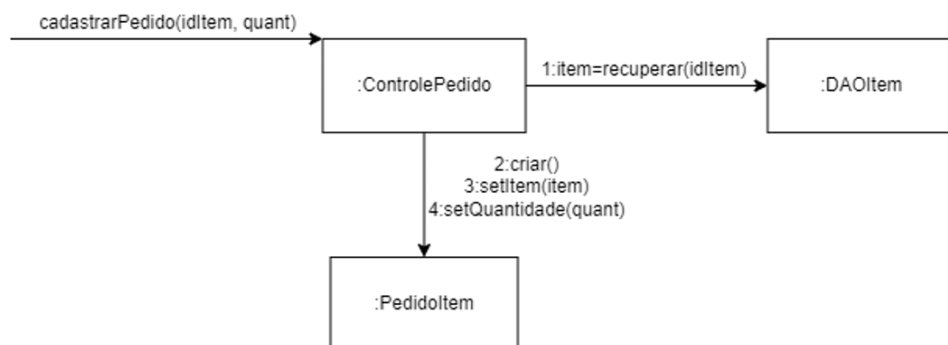 cadastrarPedido(idItem, quant)
:ControlePedido
1:item=recuperar(idItem)
:DAOItem
2:criar()
3:setItem(item)
4:setQuantidade(quant)
:PedidoItem